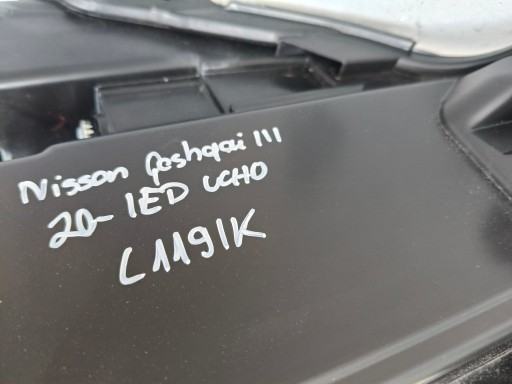 Nissan Qashqai III
20- LED UCHO
L1191K